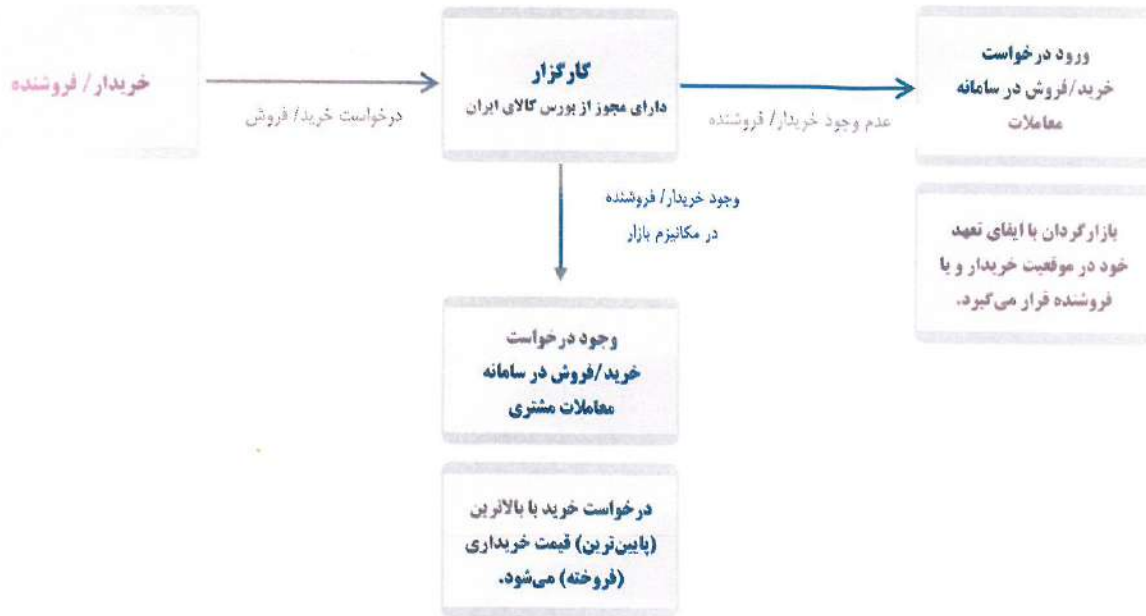 خریدار/ فروشنده
درخواست خرید/ فروش
کارگزار
دارای مجوز از بورس کالای ایران
عدم وجود خریدار/ فروشنده
ورود درخواست
خرید/فروش در سامانه
معاملات
بازارگردان با ایفای تعهد
خود در موقعیت خریدار و یا
فروشنده قرار می‌گیرد.
وجود خریدار/ فروشنده
در مکانیزم بازار
وجود درخواست
خرید/فروش در سامانه
معاملات مشتری
درخواست خرید با بالاترین
(پایین‌ترین) قیمت خریداری
(فروخته) می‌شود.